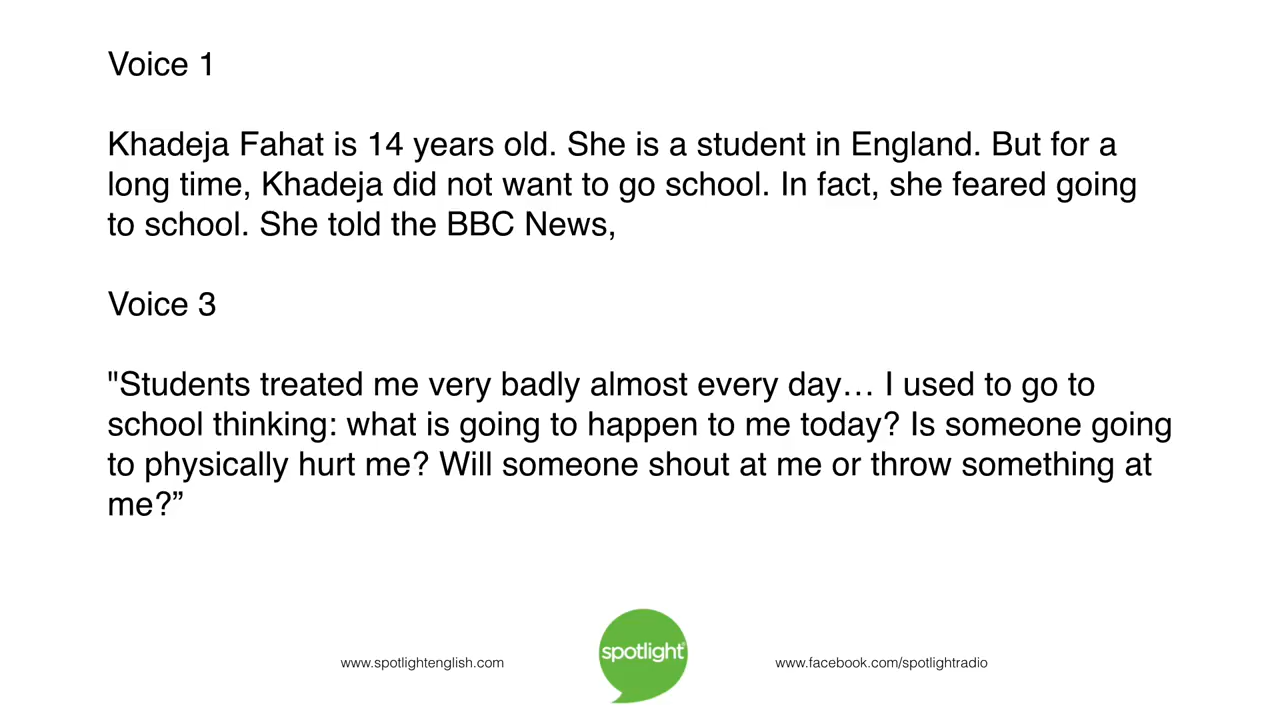 Voice 1
Khadeja Fahat is 14 years old. She is a student in England. But for a
long time, Khadeja did not want to go school. In fact, she feared going
to school. She told the BBC News,
Voice 3
"Students treated me very badly almost every day… I used to go to
school thinking: what is going to happen to me today? Is someone going
to physically hurt me? Will someone shout at me or throw something at
me?”
www.spotlightenglish.com
spotlight
www.facebook.com/spotlightradio